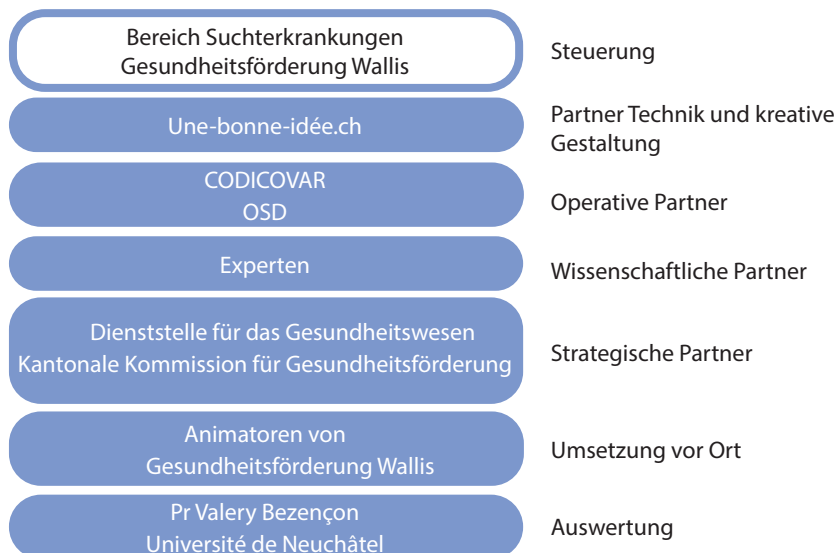 Bereich Suchterkrankungen
Gesundheitsförderung Wallis
Steuerung
Une-bonne-idée.ch
Partner Technik und kreative
Gestaltung
CODICOVAR
OSD
Operative Partner
Experten
Wissenschaftliche Partner
Dienststelle für das Gesundheitswesen
Kantonale Kommission für Gesundheitsförderung
Strategische Partner
Animatoren von
Gesundheitsförderung Wallis
Umsetzung vor Ort
Pr Valery Bezençon
Université de Neuchâtel
Auswertung